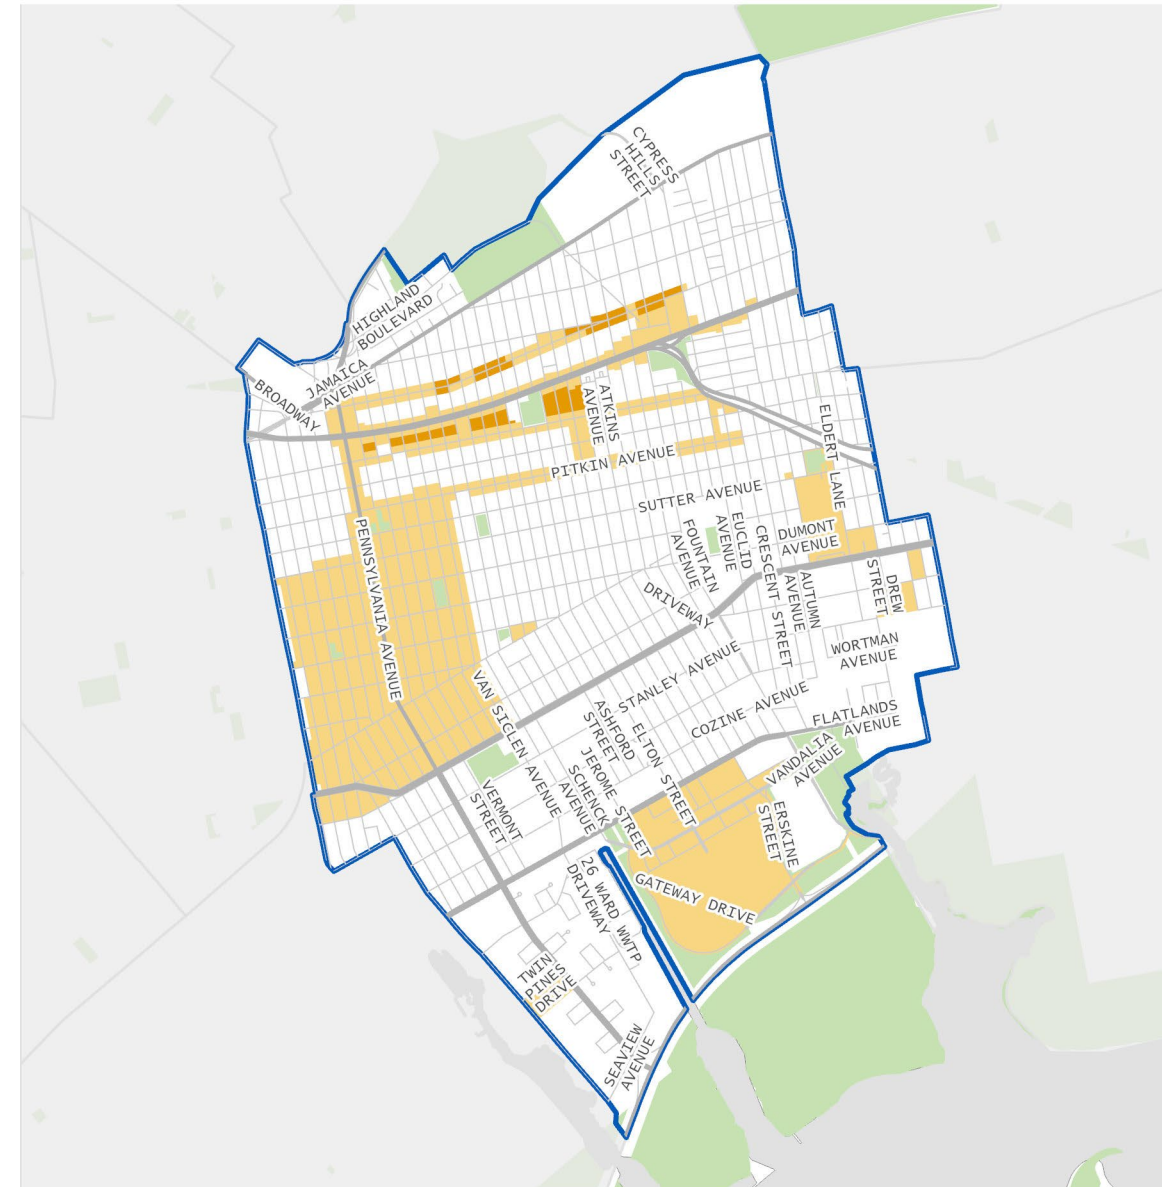 CYPRESS
HILLS
STREET
HIGHLAND
BOULEVARD
JAMAICA
AVENUE
BROADWAY
ATKINS
AVENUE
PITKIN AVENUE
ELDERT LANE
SUTTER AVENUE
PENNSYLVANIA AVENUE
FOUNTAIN
AVENUE
EUCLID
AVENUE
CRESCENT STREET
DUMONT
AVENUE
AUTUMN
AVENUE
DREW
STREET
DRIVEWAY
WORTMAN
AVENUE
STANLEY AVENUE
VAN SICLEN AVENUE
COZINE AVENUE
FLATLANDS
AVENUE
ASHFORD
STREET
ELTON STREET
VANDALIA
AVENUE
JEROME STREET
SCHENCK
AVENUE
VERMONT
STREET
ERSKINE
STREET
GATEWAY DRIVE
26 WARD WWTP
DRIVEWAY
TWIN
PINES
DRIVE
SEAVIEW
AVENUE